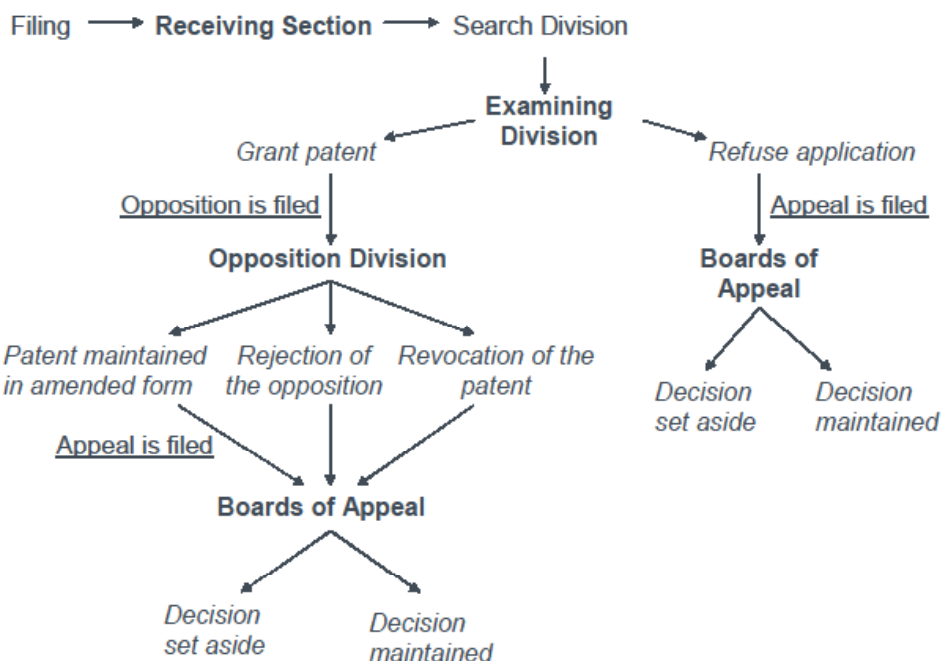 Filing
Receiving Section
Search Division
Examining
Division
Grant patent
Refuse application
Opposition is filed
Appeal is filed
Opposition Division
Boards of
Appeal
Patent maintained
in amended form
Rejection of
the opposition
Revocation of the
patent
Decision
set aside
Decision
maintained
Appeal is filed
Boards of Appeal
Decision
set aside
Decision
maintained